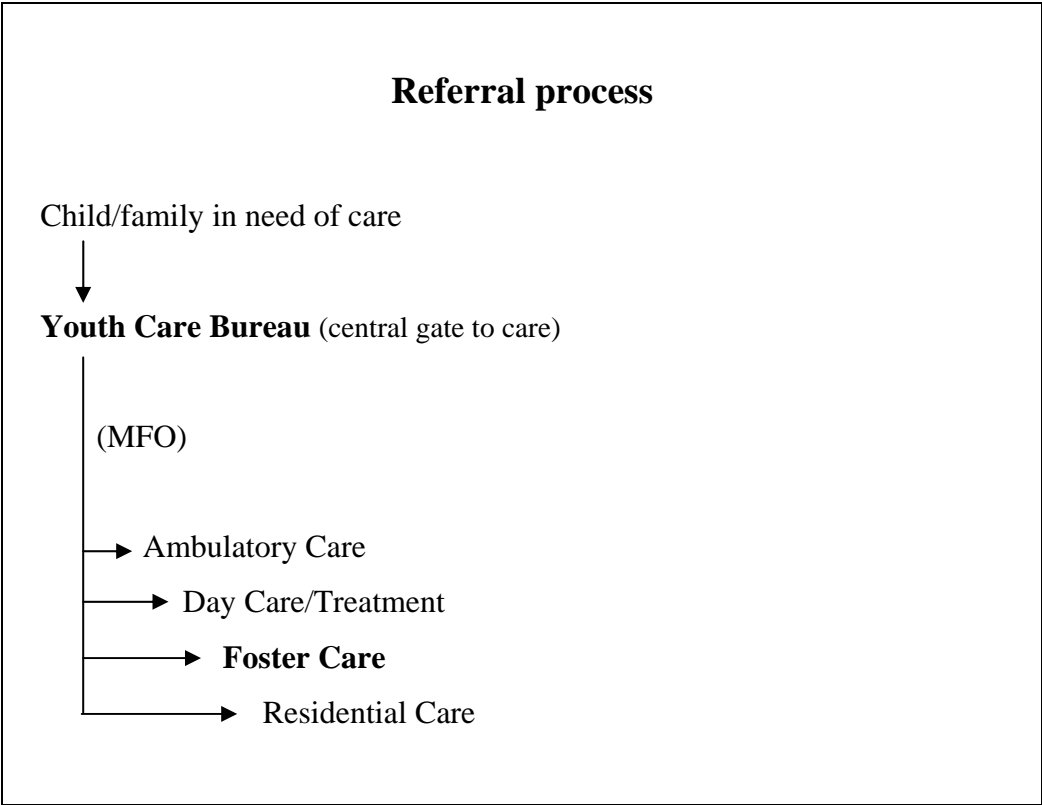 Referral process
Child/family in need of care
Youth Care Bureau (central gate to care)
(MFO)
Ambulatory Care
Day Care/Treatment
Foster Care
Residential Care